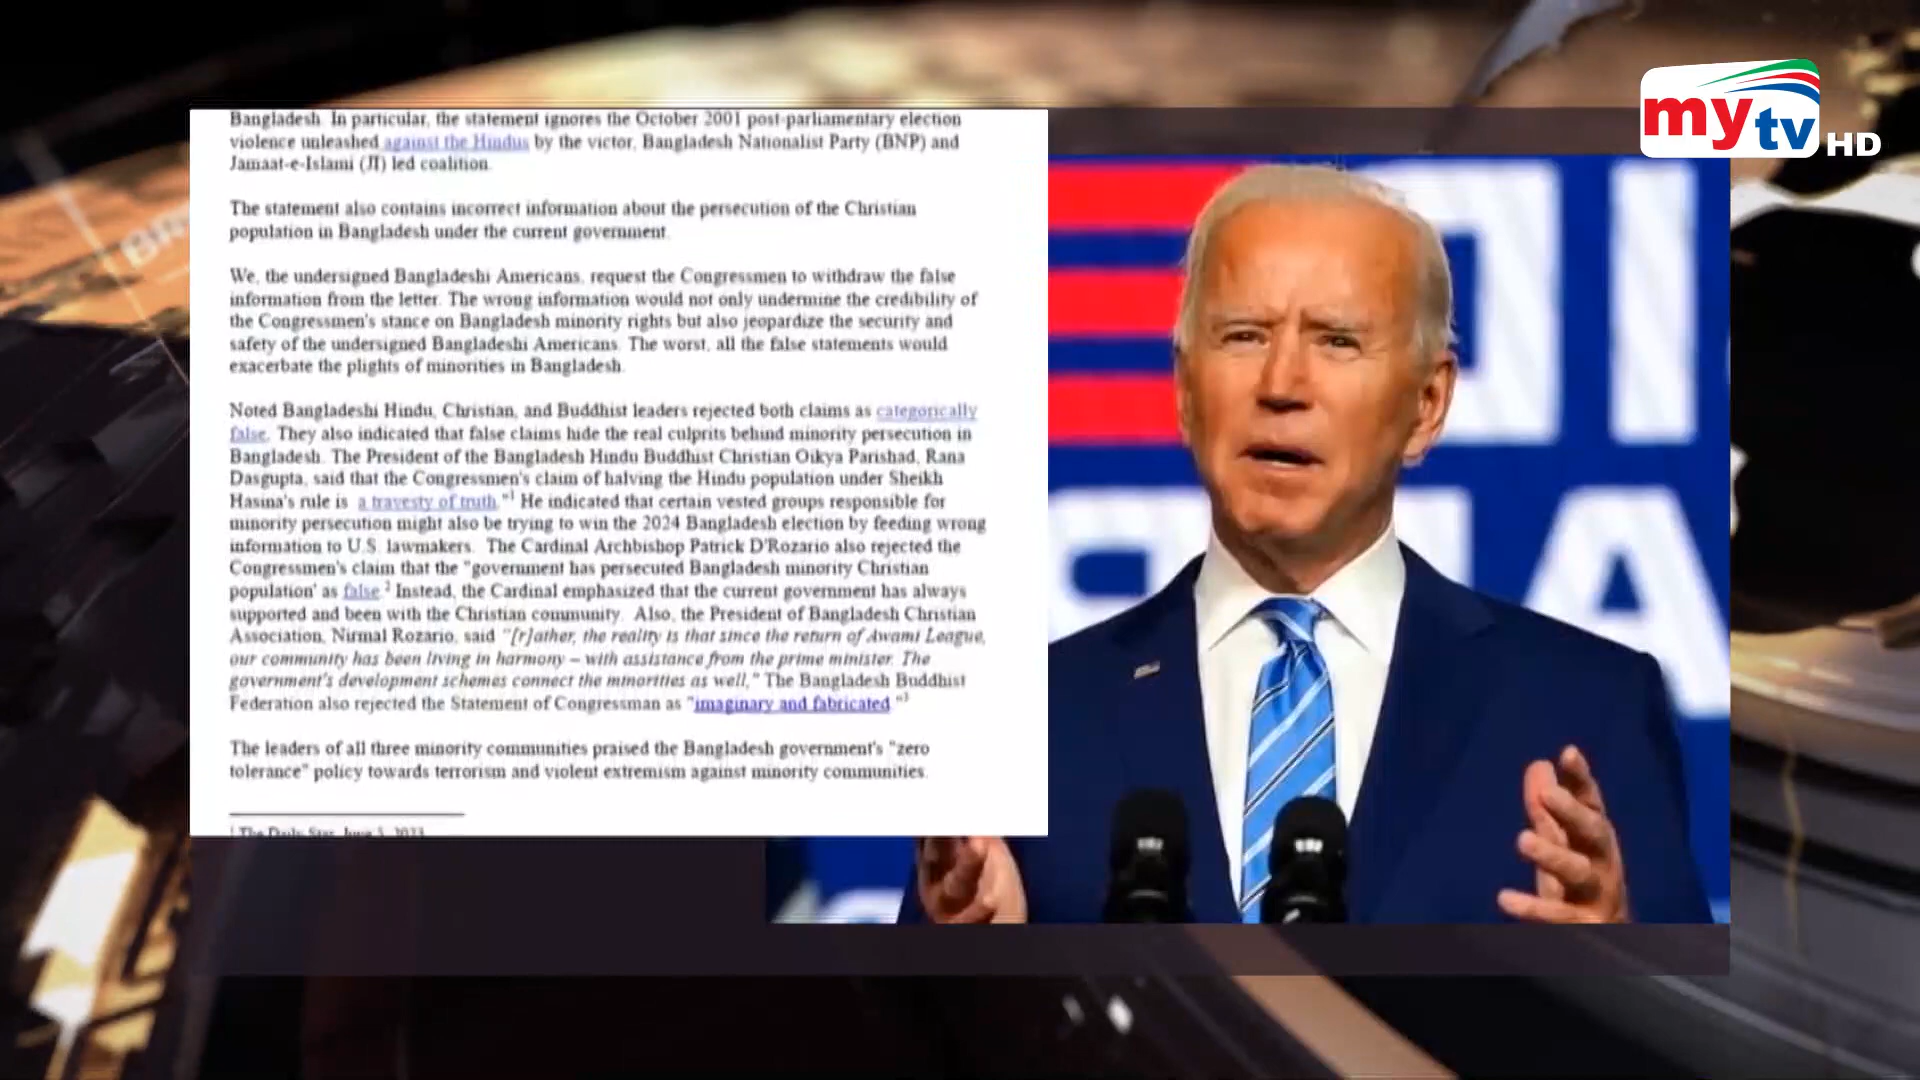 my tv HD
Bangladesh. In particular, the statement ignores the October 2001 post-parliamentary election
violence unleashed against the Hindus by the victor, Bangladesh Nationalist Party (BNP) and
Jamaat-e-Islami (JI) led coalition.
The statement also contains incorrect information about the persecution of the Christian
population in Bangladesh under the current government.
We, the undersigned Bangladeshi Americans, request the Congressmen to withdraw the false
information from the letter. The wrong information would not only undermine the credibility of
the Congressmen's stance on Bangladesh minority rights but also jeopardize the security and
safety of the undersigned Bangladeshi Americans. The worst, all the false statements would
exacerbate the plights of minorities in Bangladesh.
Noted Bangladeshi Hindu, Christian, and Buddhist leaders rejected both claims as categorically
false. They also indicated that false claims hide the real culprits behind minority persecution in
Bangladesh. The President of the Bangladesh Hindu Buddhist Christian Oikya Parishad, Rana
Dasgupta, said that the Congressmen's claim of halving the Hindu population under Sheikh
Hasina's rule is a travesty of truth."1 He indicated that certain vested groups responsible for
minority persecution might also be trying to win the 2024 Bangladesh election by feeding wrong
information to U.S. lawmakers. The Cardinal Archbishop Patrick D'Rozario also rejected the
Congressmen's claim that the "government has persecuted Bangladesh minority Christian
population' as false.2 Instead, the Cardinal emphasized that the current government has always
supported and been with the Christian community. Also, the President of Bangladesh Christian
Association, Nirmal Rozario, said "[r]ather, the reality is that since the return of Awami League,
our community has been living in harmony – with assistance from the prime minister. The
government's development schemes connect the minorities as well," The Bangladesh Buddhist
Federation also rejected the Statement of Congressman as "imaginary and fabricated."3
The leaders of all three minority communities praised the Bangladesh government's "zero
tolerance" policy towards terrorism and violent extremism against minority communities.
1 The Daily Star, June 5, 2023